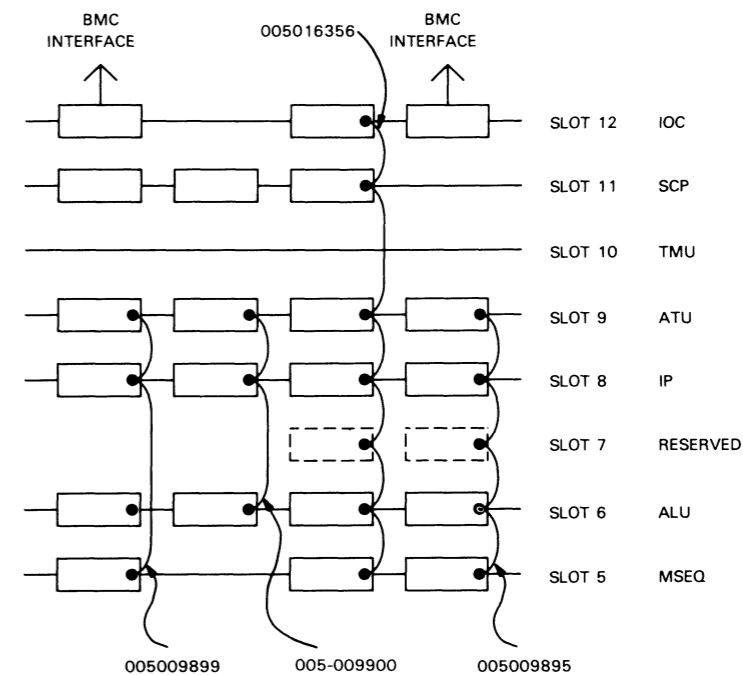 BMC
INTERFACE
005016356
BMC
INTERFACE
SLOT 12 IOC
SLOT 11 SCP
SLOT 10 TMU
SLOT 9 ATU
SLOT 8 IP
SLOT 7 RESERVED
SLOT 6 ALU
SLOT 5 MSEQ
005009899
005-009900
005009895